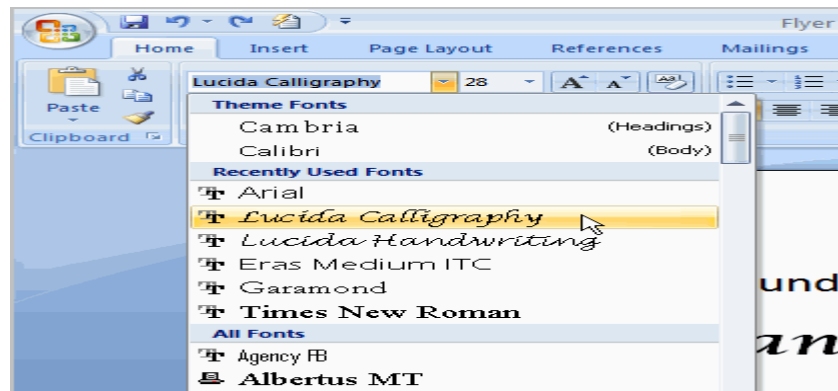 Flyer
Home Insert Page Layout References Mailings
Lucida Calligraphy 28 A A Aa
Paste
Clipboard
Theme Fonts
Cambria (Headings)
Calibri (Body)
Recently Used Fonts
Arial
Lucida Calligraphy
Lucida Handwriting
Eras Medium ITC
Garamond
Times New Roman
All Fonts
Agency FB
Albertus MT
und
an